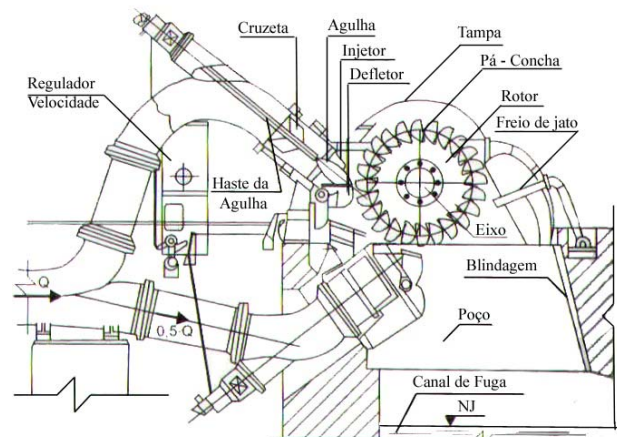 Cruzeta
Agulha
Injetor
Defletor
Tampa
Pá - Concha
Rotor
Freio de jato
Regulador
Velocidade
Haste da
Agulha
Eixo
Blindagem
Q
0,5 Q
Poço
Canal de Fuga
NJ